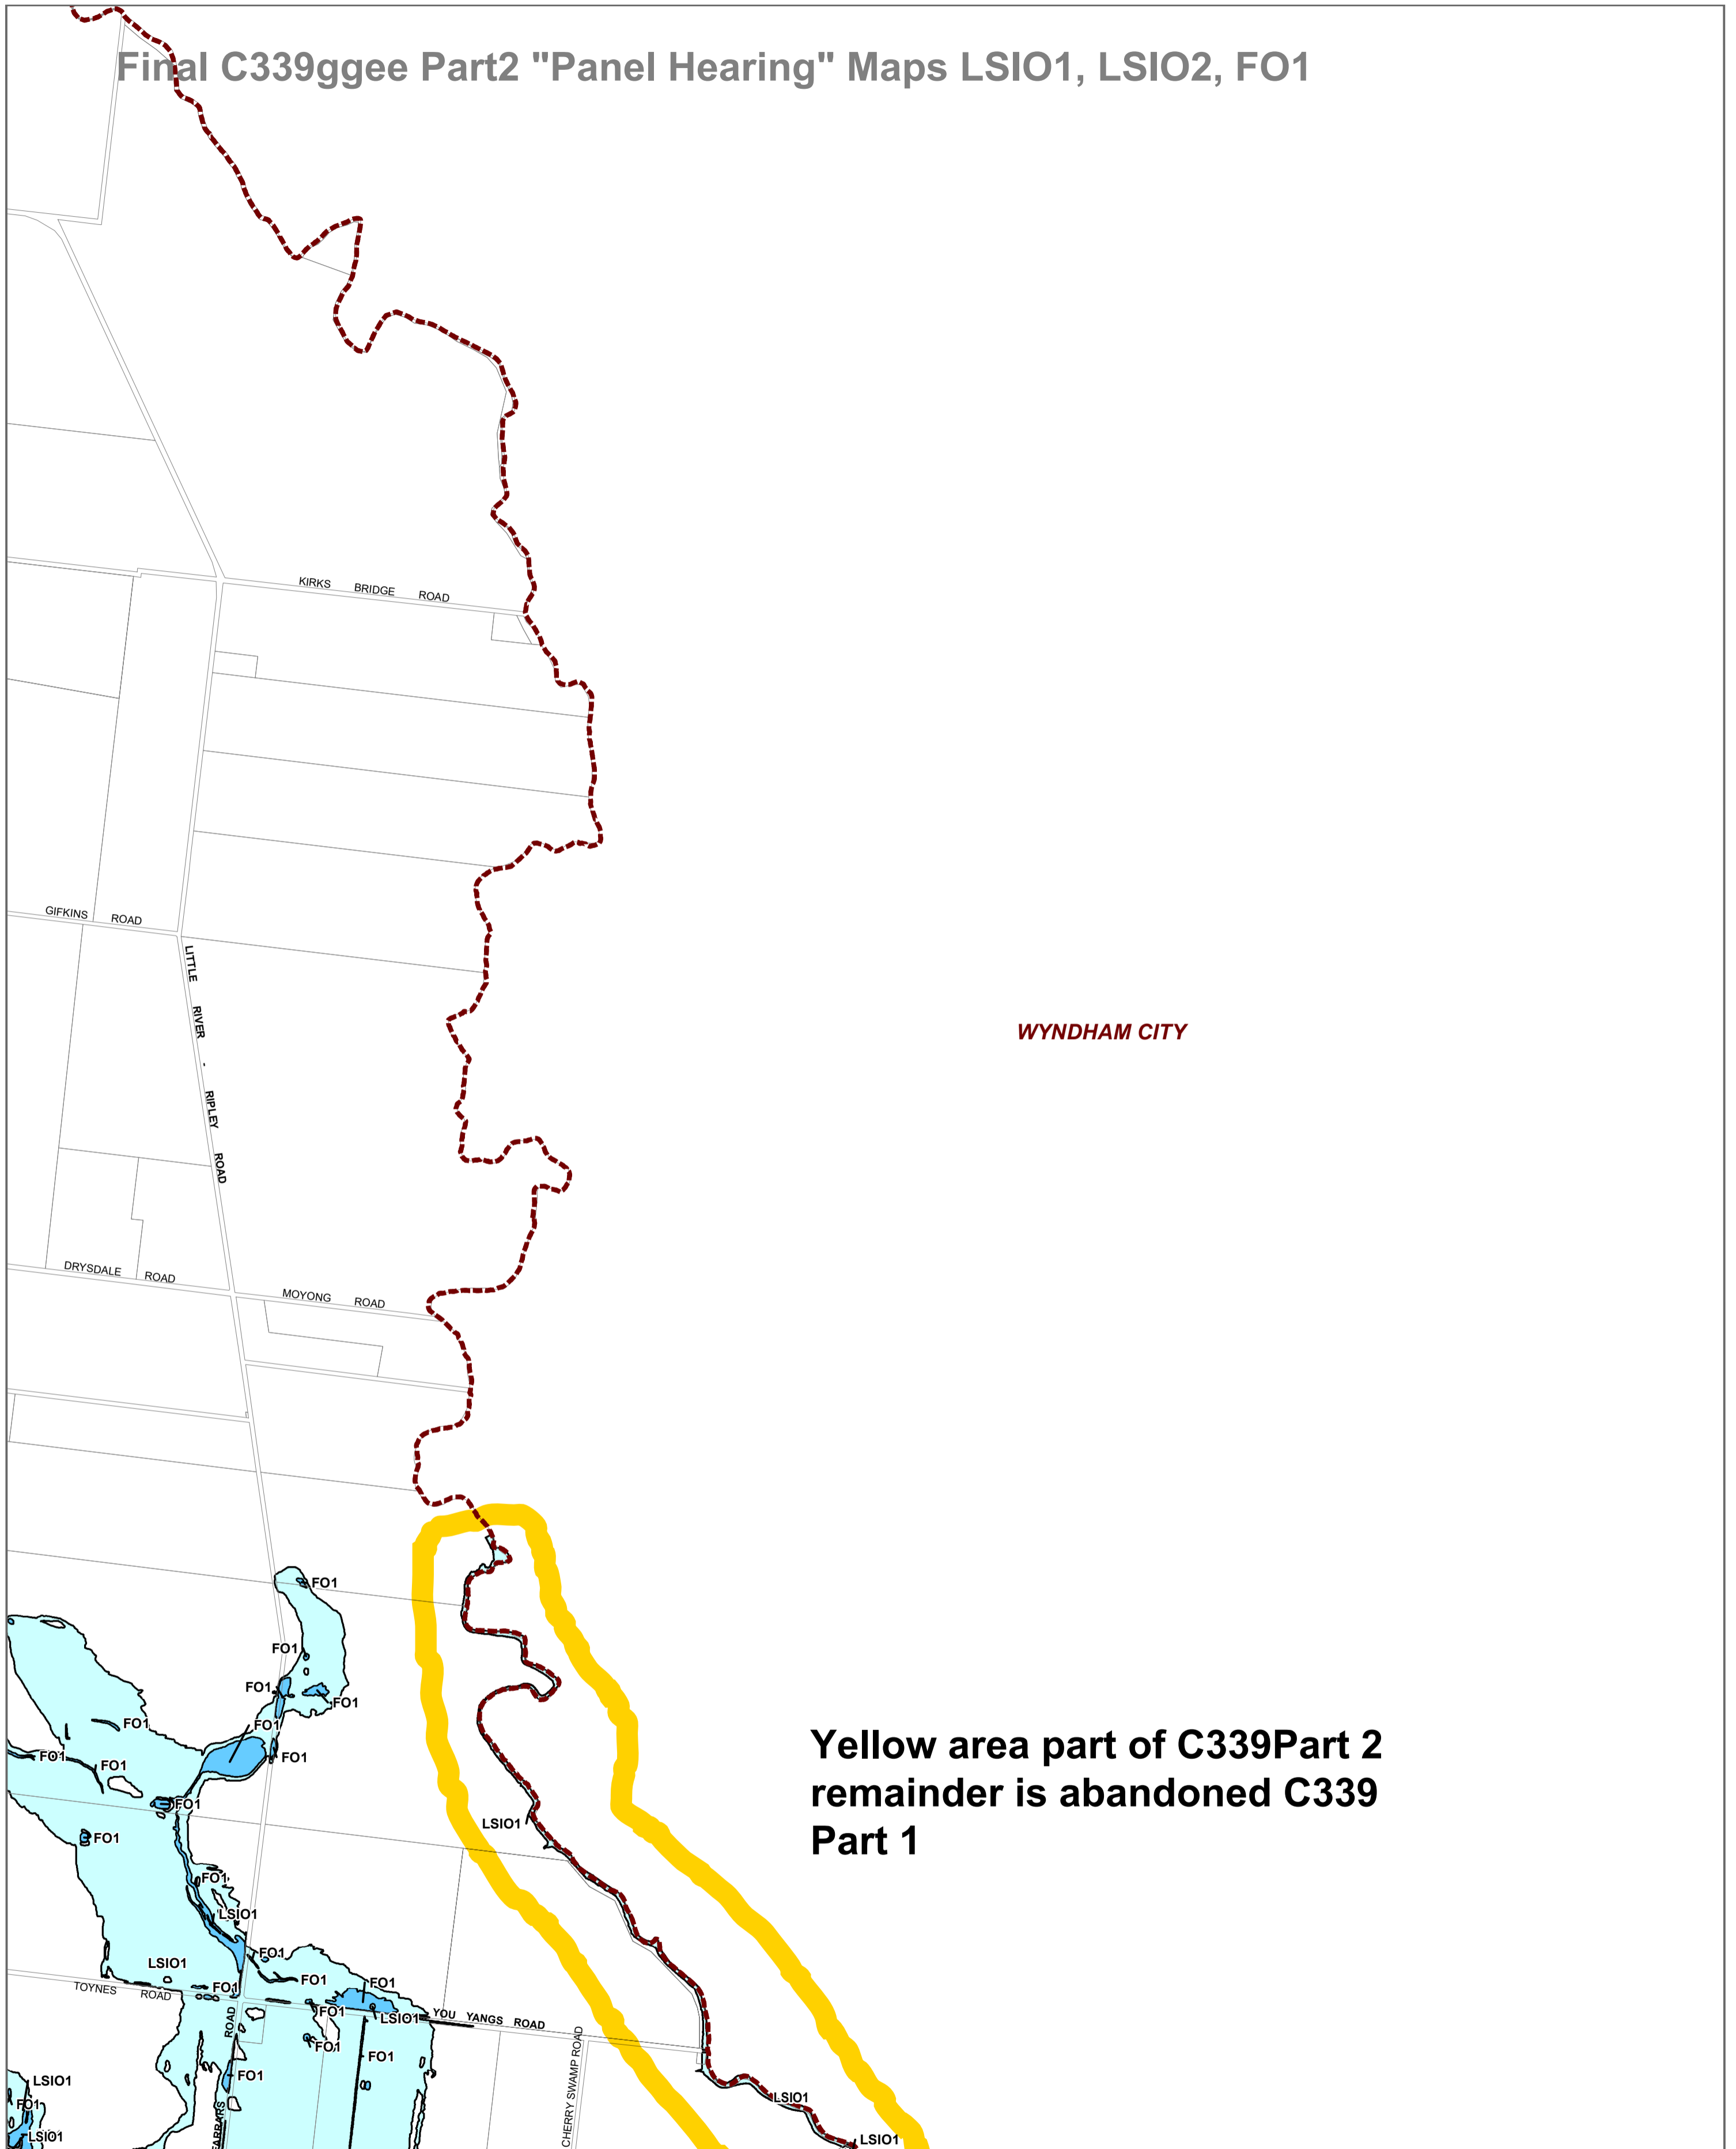 Final C339ggee Part2 "Panel Hearing" Maps LSIO1, LSIO2, FO1
KIRKS BRIDGE ROAD
GIFKINS ROAD
LITTLE RIVER - RIPLEY ROAD
WYNDHAM CITY
DRYSDALE ROAD
MOYONG ROAD
FO1
FO1
FO1
FO1
FO1
FO1
FO1
FO1
FO1
FO1
FO1
Yellow area part of C339Part 2
remainder is abandoned C339
Part 1
LSIO1
FO1
LSIO1
FO1
LSIO1
FO1
FO1
FO1
TOYNES ROAD
FO1
LSIO1
YOU YANGS ROAD
ROAD
FO1
FO1
FO1
CHERRY SWAMP ROAD
LSIO1
FO1
LSIO1
LSIO1
LSIO1